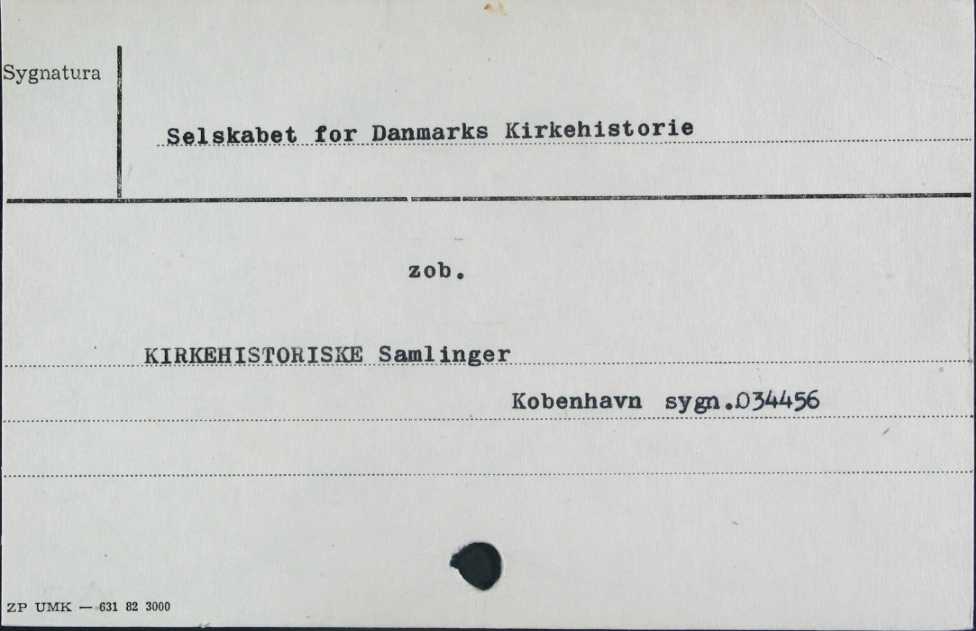 Sygnatura
Selskabet for Danmarks Kirkehistorie
zob.
KIRKEHISTORISKE Samlinger
Kobenhavn sygn.034456
ZP UMK — 631 82 3000